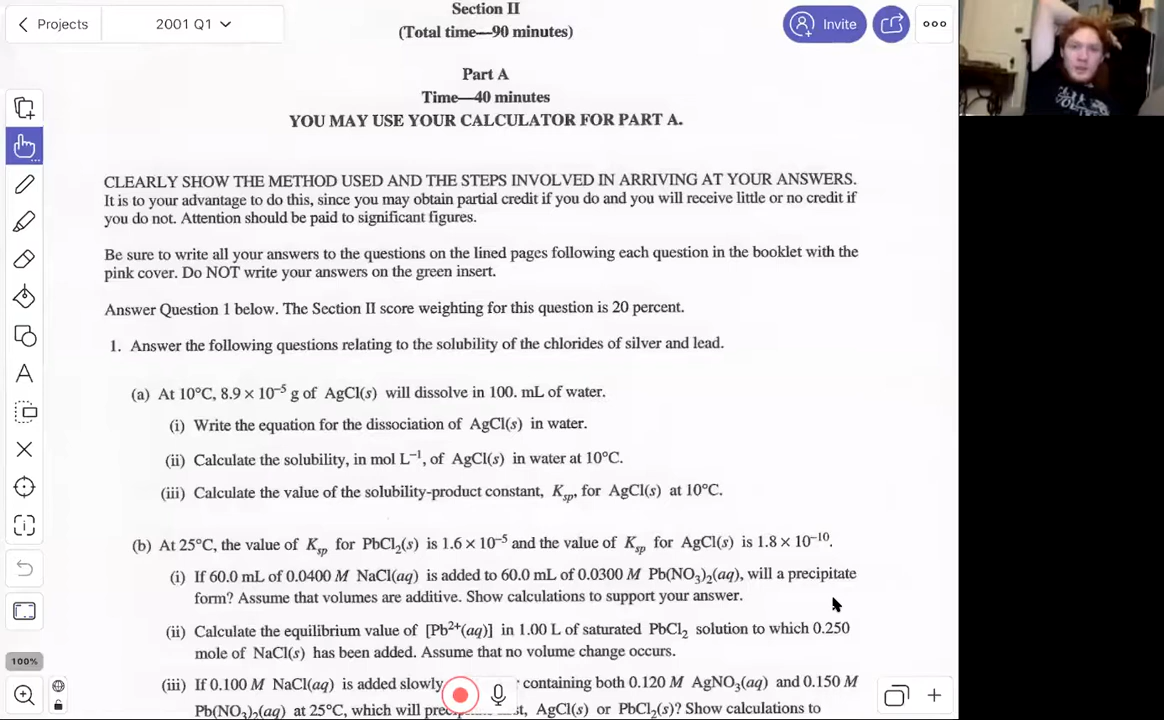 Section II
Projects
2001 Q1
(Total time—90 minutes)
Invite
Part A
Time—40 minutes
YOU MAY USE YOUR CALCULATOR FOR PART A.
CLEARLY SHOW THE METHOD USED AND THE STEPS INVOLVED IN ARRIVING AT YOUR ANSWERS.
It is to your advantage to do this, since you may obtain partial credit if you do and you will receive little or no credit if
you do not. Attention should be paid to significant figures.
Be sure to write all your answers to the questions on the lined pages following each question in the booklet with the
pink cover. Do NOT write your answers on the green insert.
Answer Question 1 below. The Section II score weighting for this question is 20 percent.
1. Answer the following questions relating to the solubility of the chlorides of silver and lead.
(a) At 10°C, 8.9 × 10⁻⁵ g of AgCl(s) will dissolve in 100. mL of water.
(i) Write the equation for the dissociation of AgCl(s) in water.
(ii) Calculate the solubility, in mol L⁻¹, of AgCl(s) in water at 10°C.
(iii) Calculate the value of the solubility-product constant, Kₛₚ, for AgCl(s) at 10°C.
(b) At 25°C, the value of Kₛₚ for PbCl₂(s) is 1.6 × 10⁻⁵ and the value of Kₛₚ for AgCl(s) is 1.8 × 10⁻¹⁰.
(i) If 60.0 mL of 0.0400 M NaCl(aq) is added to 60.0 mL of 0.0300 M Pb(NO₃)₂(aq), will a precipitate
form? Assume that volumes are additive. Show calculations to support your answer.
(ii) Calculate the equilibrium value of [Pb²⁺(aq)] in 1.00 L of saturated PbCl₂ solution to which 0.250
mole of NaCl(s) has been added. Assume that no volume change occurs.
(iii) If 0.100 M NaCl(aq) is added slowly containing both 0.120 M AgNO₃(aq) and 0.150 M
Pb(NO₃)₂(aq) at 25°C, which will AgCl(s) or PbCl₂(s)? Show calculations to
100%